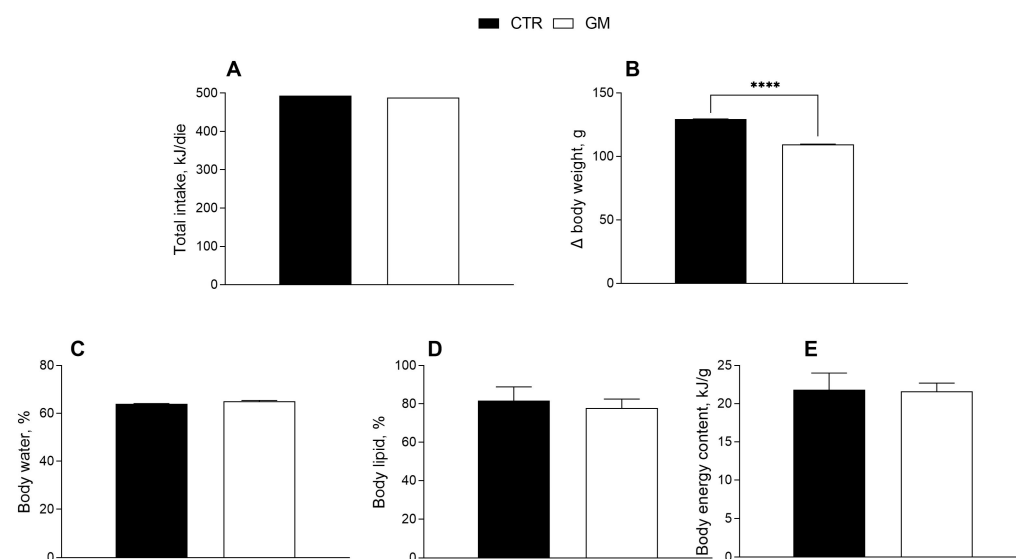 CTR GM
A
Total intake, kJ/die
500
400
300
200
100
0
B
Δ body weight, g
****
150
100
50
0
C
Body water, %
80
60
40
20
0
D
Body lipid, %
100
80
60
40
20
0
E
Body energy content, kJ/g
25
20
15
10
5
0